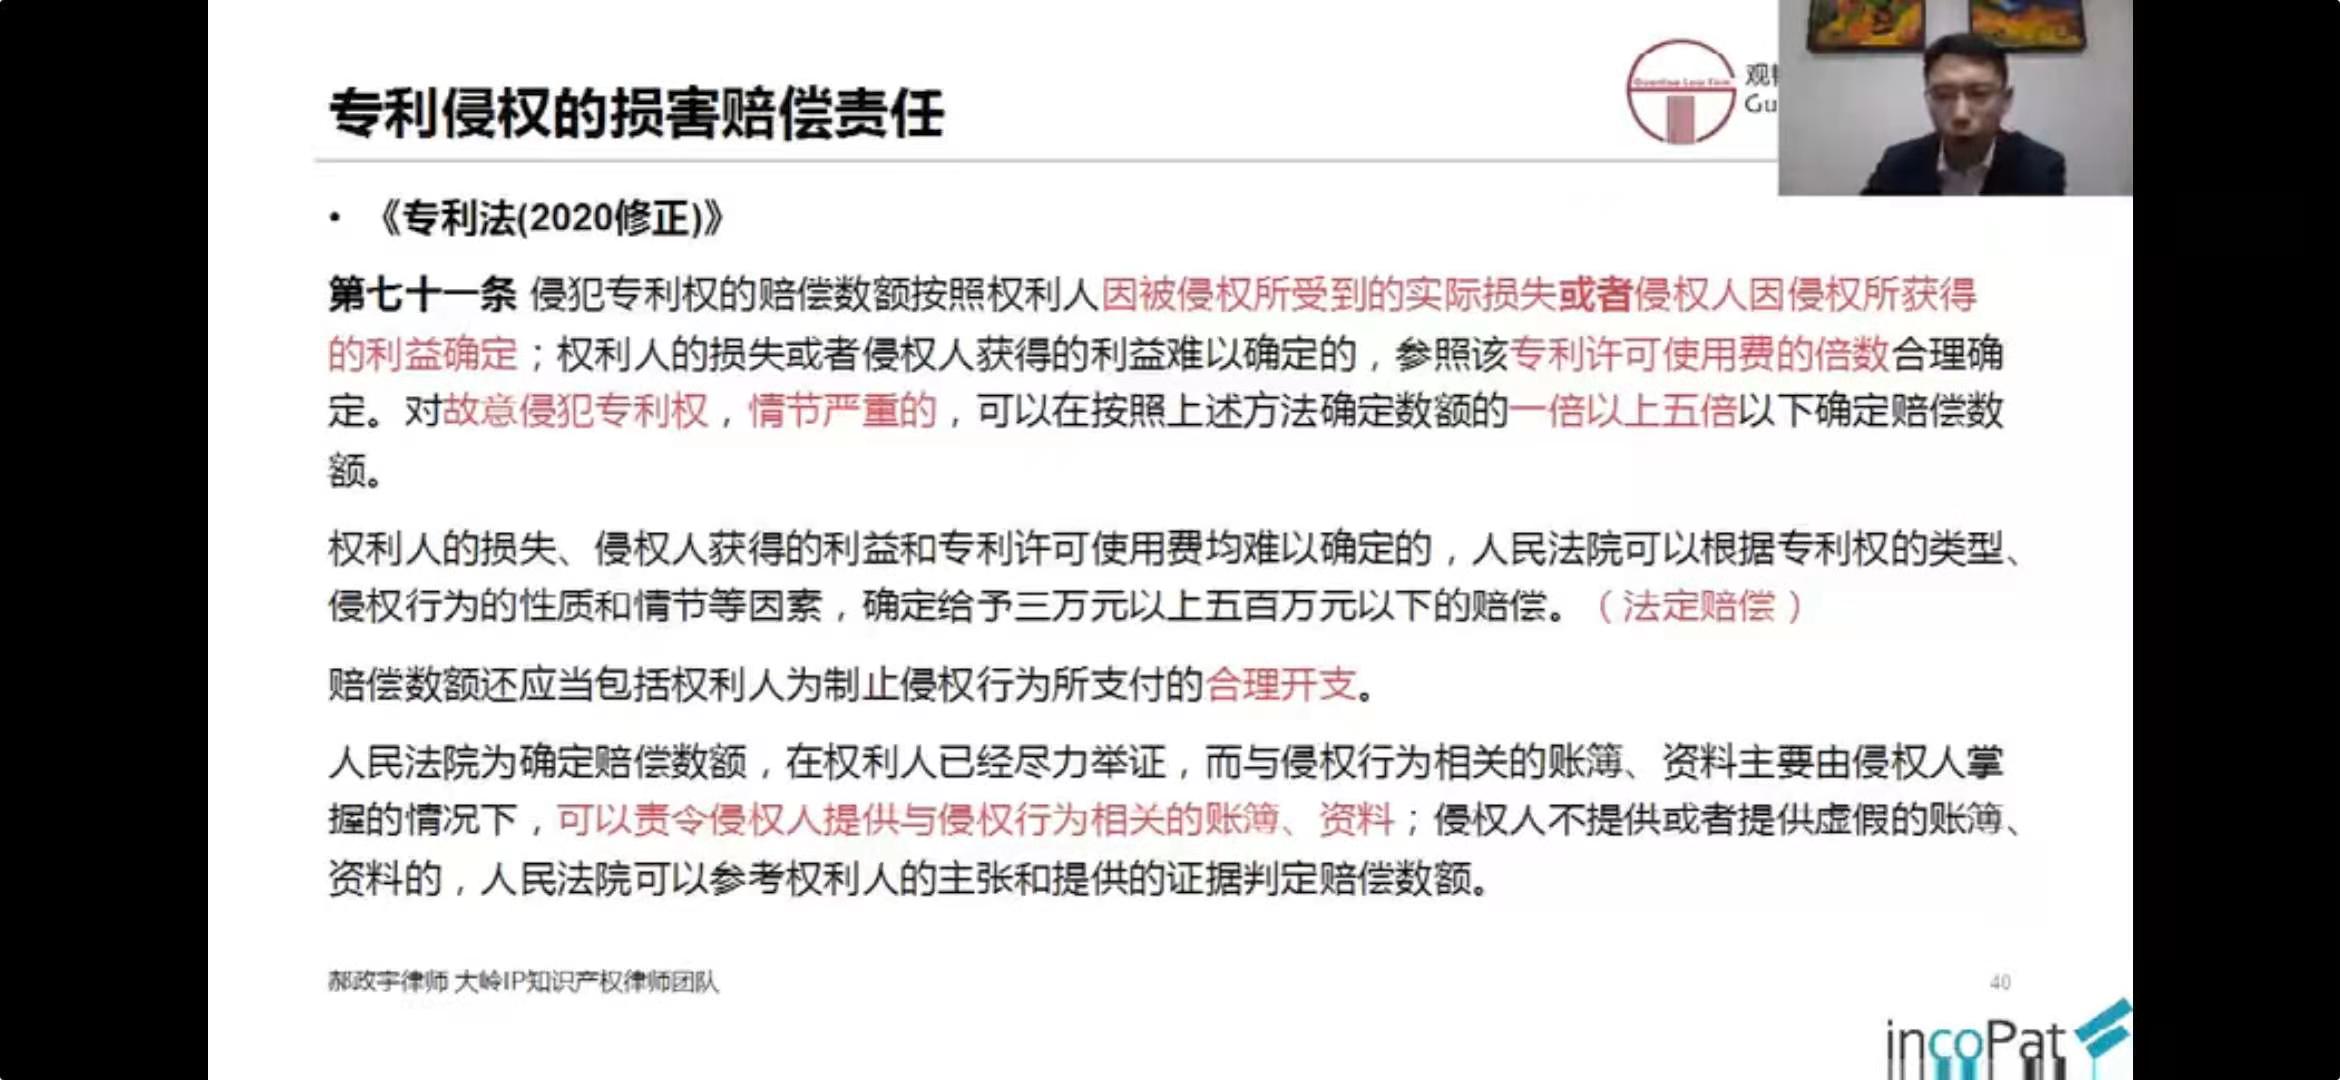 专利侵权的损害赔偿责任
Guantao Law Firm
观
Gu
• 《专利法(2020修正)》
第七十一条 侵犯专利权的赔偿数额按照权利人因被侵权所受到的实际损失或者侵权人因侵权所获得
的利益确定；权利人的损失或者侵权人获得的利益难以确定的，参照该专利许可使用费的倍数合理确
定。对故意侵犯专利权，情节严重的，可以在按照上述方法确定数额的一倍以上五倍以下确定赔偿数
额。
权利人的损失、侵权人获得的利益和专利许可使用费均难以确定的，人民法院可以根据专利权的类型、
侵权行为的性质和情节等因素，确定给予三万元以上五百万元以下的赔偿。（法定赔偿）
赔偿数额还应当包括权利人为制止侵权行为所支付的合理开支。
人民法院为确定赔偿数额，在权利人已经尽力举证，而与侵权行为相关的账簿、资料主要由侵权人掌
握的情况下，可以责令侵权人提供与侵权行为相关的账簿、资料；侵权人不提供或者提供虚假的账簿、
资料的，人民法院可以参考权利人的主张和提供的证据判定赔偿数额。
郝政宇律师 大岭IP知识产权律师团队
40
incoPat